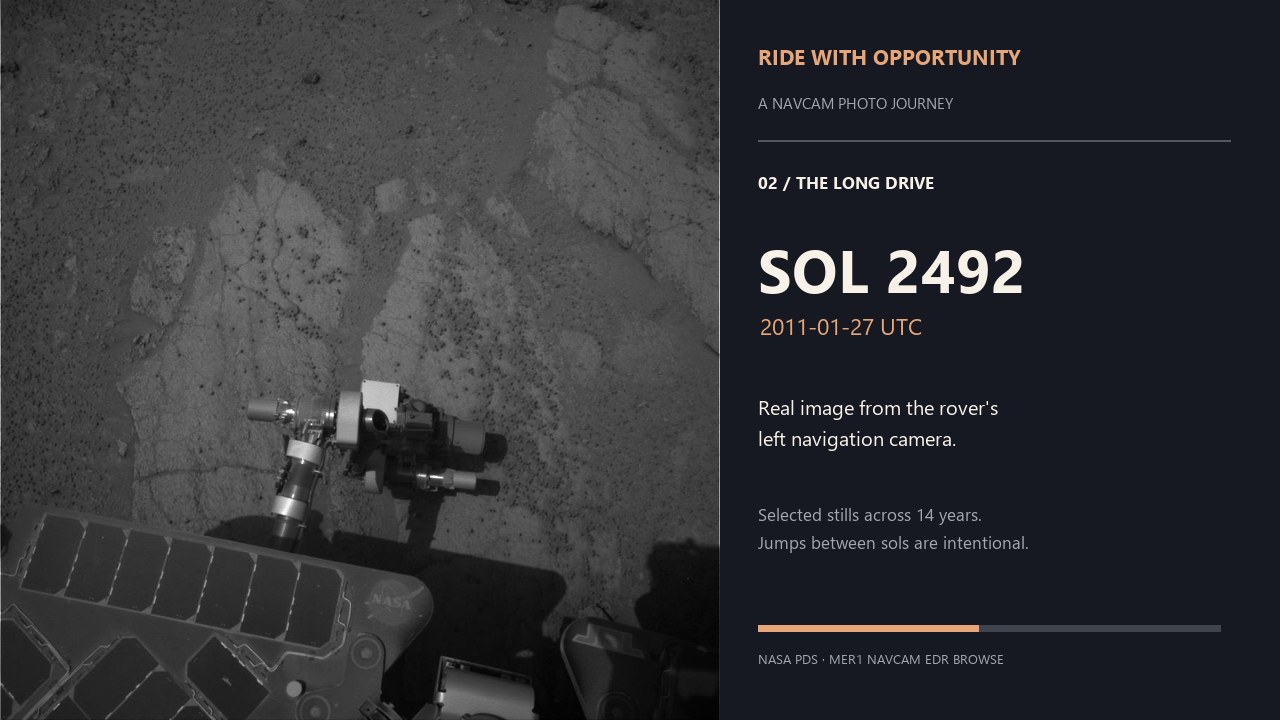 RIDE WITH OPPORTUNITY
A NAVCAM PHOTO JOURNEY
02 / THE LONG DRIVE
SOL 2492
2011-01-27 UTC
Real image from the rover's
left navigation camera.
Selected stills across 14 years.
Jumps between sols are intentional.
NASA PDS · MER1 NAVCAM EDR BROWSE
NASA